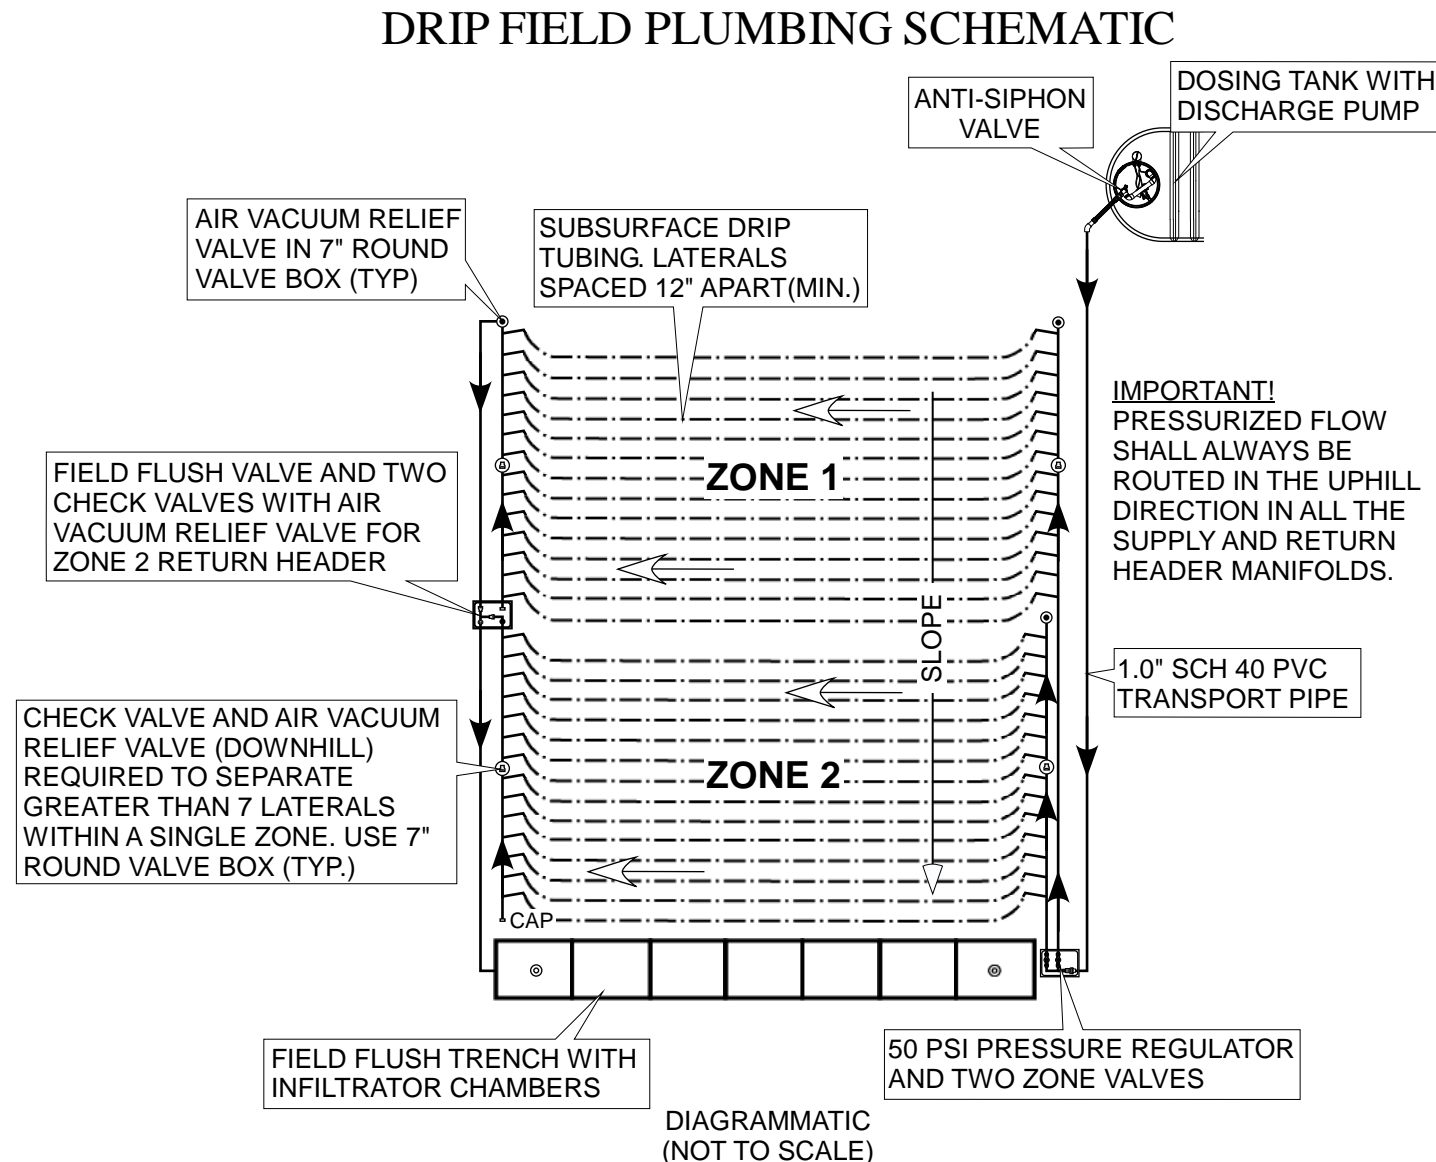 DRIP FIELD PLUMBING SCHEMATIC
ANTI-SIPHON
VALVE
DOSING TANK WITH
DISCHARGE PUMP
AIR VACUUM RELIEF
VALVE IN 7" ROUND
VALVE BOX (TYP)
SUBSURFACE DRIP
TUBING. LATERALS
SPACED 12" APART(MIN.)
IMPORTANT!
PRESSURIZED FLOW
SHALL ALWAYS BE
ROUTED IN THE UPHILL
DIRECTION IN ALL THE
SUPPLY AND RETURN
HEADER MANIFOLDS.
ZONE 1
FIELD FLUSH VALVE AND TWO
CHECK VALVES WITH AIR
VACUUM RELIEF VALVE FOR
ZONE 2 RETURN HEADER
SLOPE
1.0" SCH 40 PVC
TRANSPORT PIPE
CHECK VALVE AND AIR VACUUM
RELIEF VALVE (DOWNHILL)
REQUIRED TO SEPARATE
GREATER THAN 7 LATERALS
WITHIN A SINGLE ZONE. USE 7"
ROUND VALVE BOX (TYP.)
ZONE 2
CAP
FIELD FLUSH TRENCH WITH
INFILTRATOR CHAMBERS
50 PSI PRESSURE REGULATOR
AND TWO ZONE VALVES
DIAGRAMMATIC
(NOT TO SCALE)